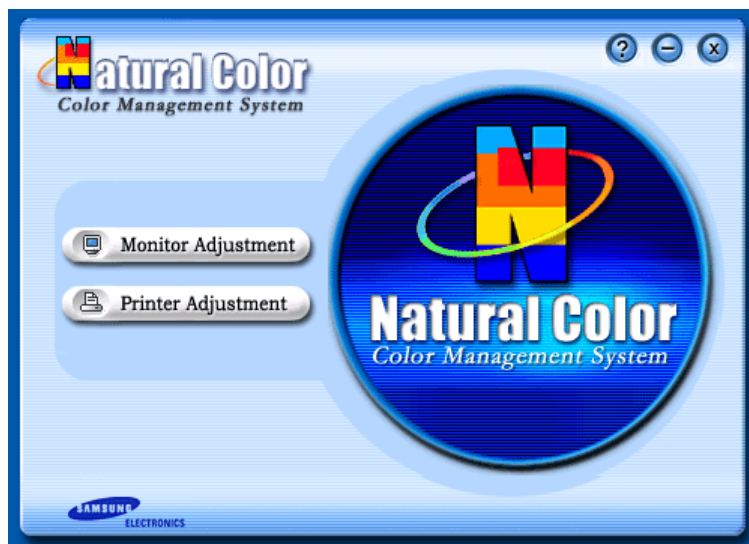 Natural Color
Color Management System
?
–
x
Monitor Adjustment
Printer Adjustment
N
Natural Color
Color Management System
SAMSUNG
ELECTRONICS